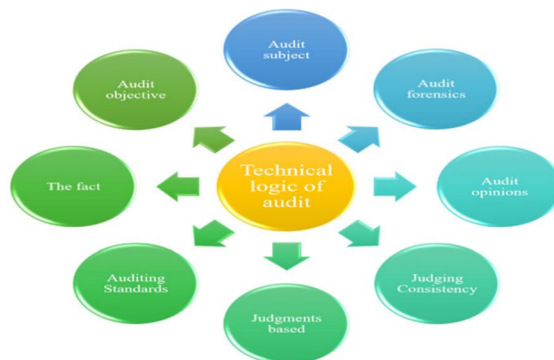 Audit
subject
Audit
forensics
Audit
opinions
Judging
Consistency
Judgments
based
Auditing
Standards
The fact
Audit
objective
Technical
logic of
audit